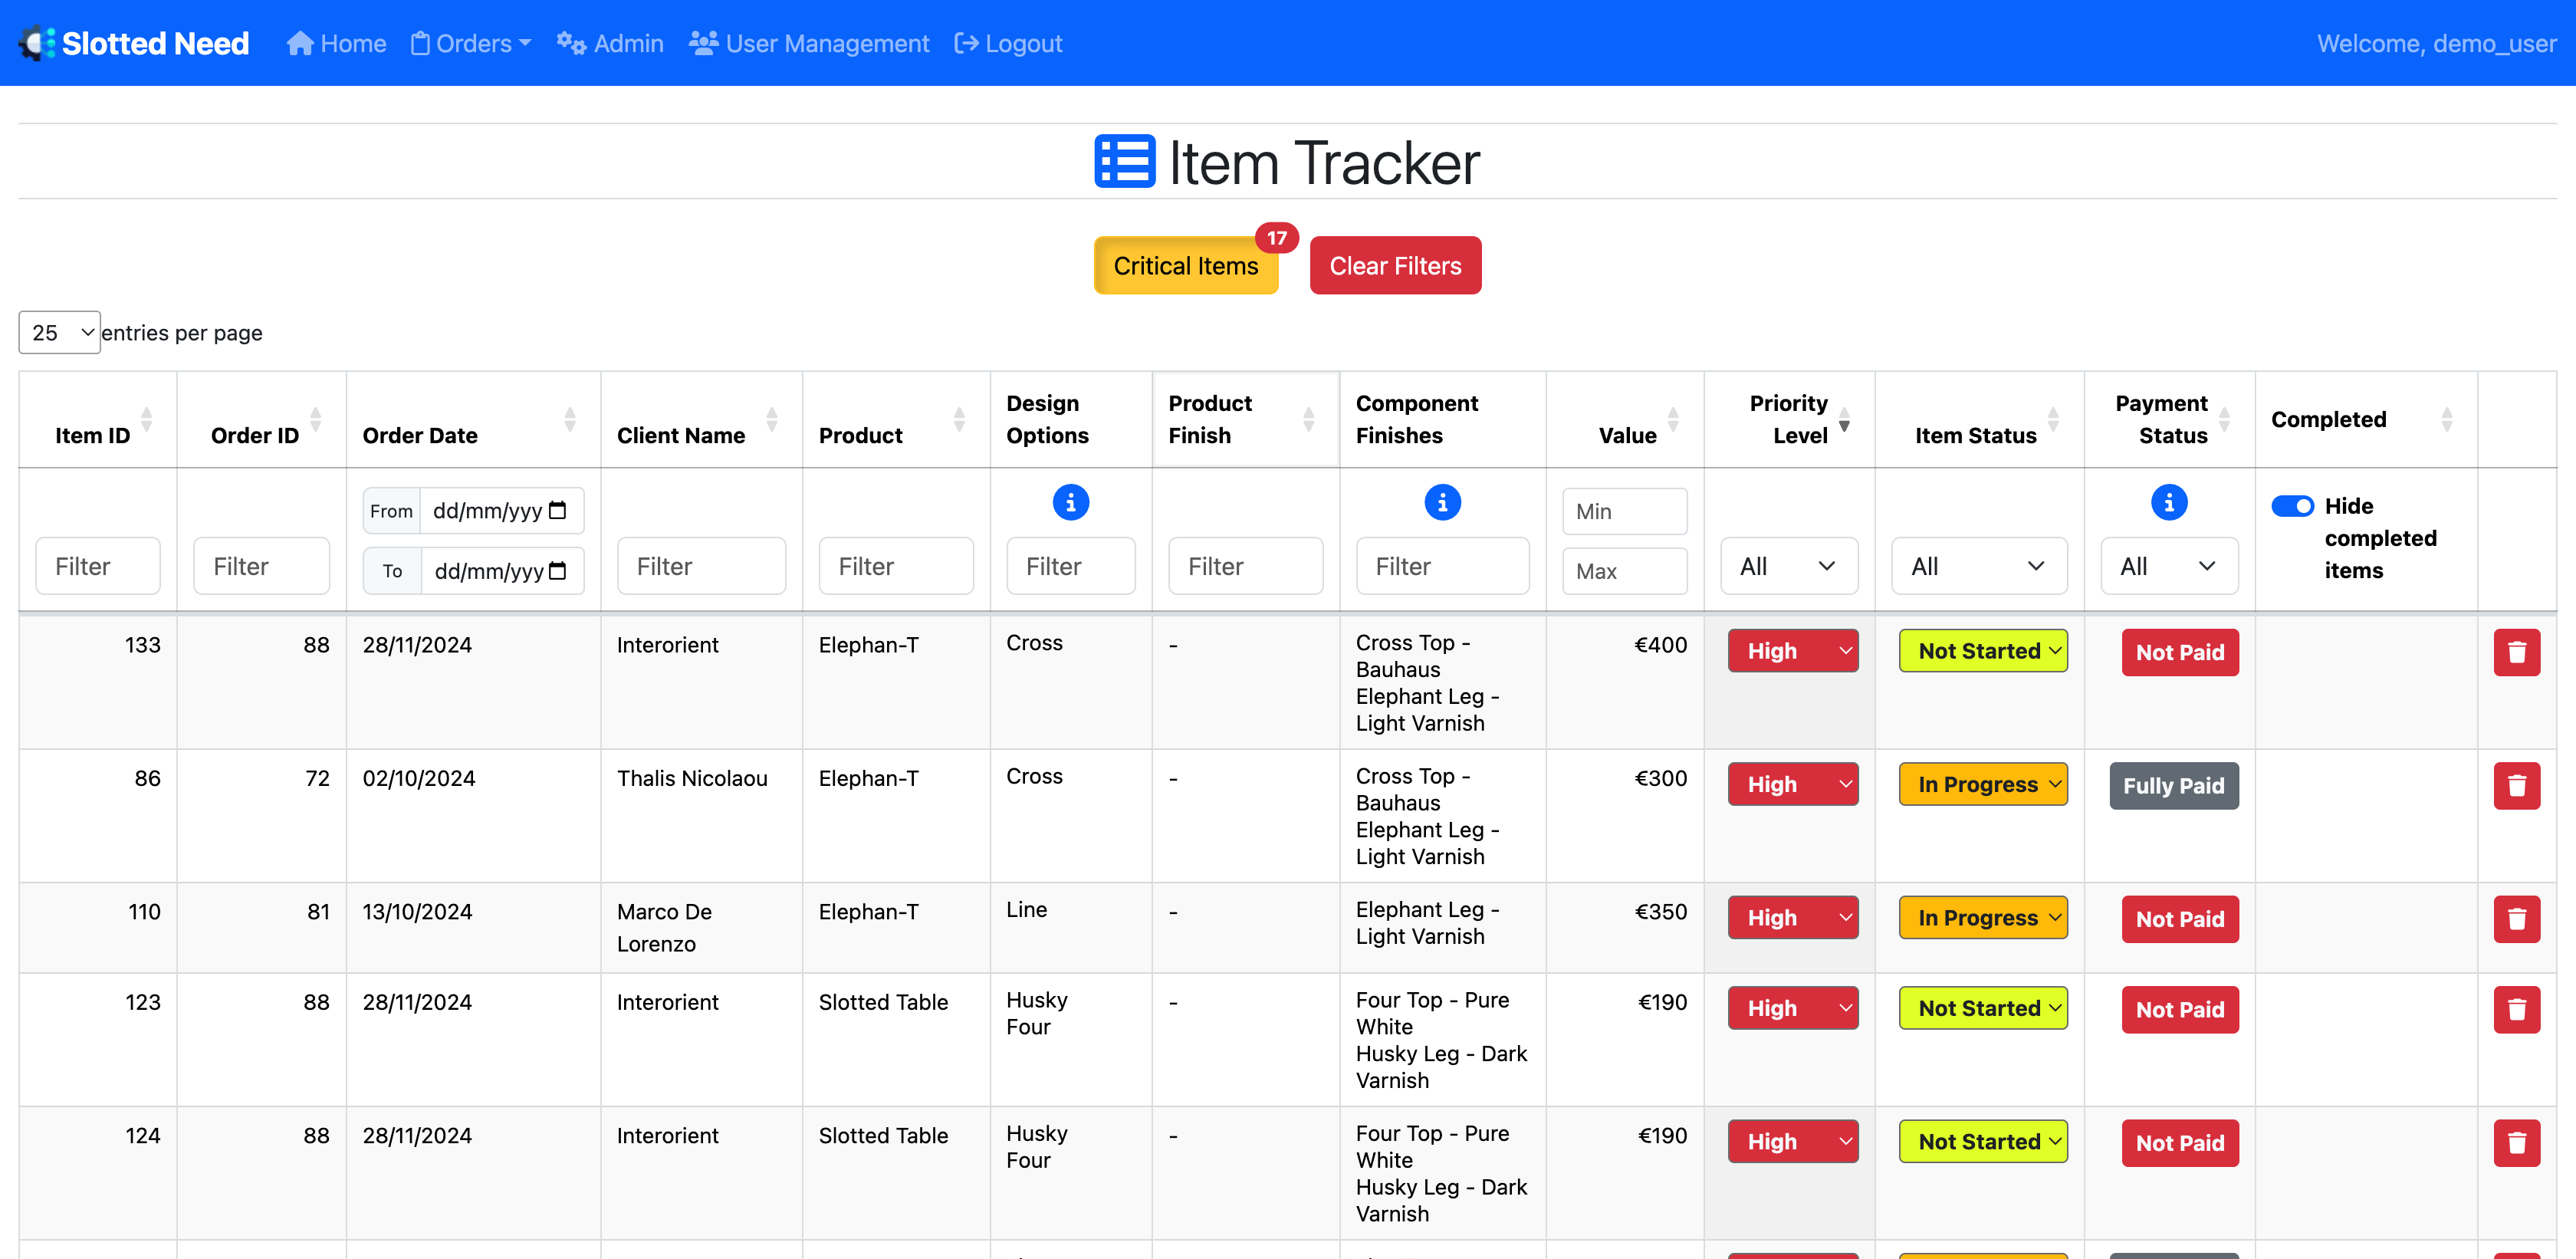 Slotted Need Home Orders Admin User Management Logout Welcome, demo_user
Item Tracker
17
Critical Items Clear Filters
25 entries per page
Item ID Order ID Order Date Client Name Product Design Options Product Finish Component Finishes Value Priority Level Item Status Payment Status Completed
From dd/mm/yyy Min Hide completed items
To dd/mm/yyy Max
Filter Filter Filter Filter Filter Filter Filter All All All
133 88 28/11/2024 Interorient Elephan-T Cross - Cross Top - €400 High Not Started Not Paid
Bauhaus
Elephant Leg -
Light Varnish
86 72 02/10/2024 Thalis Nicolaou Elephan-T Cross - Cross Top - €300 High In Progress Fully Paid
Bauhaus
Elephant Leg -
Light Varnish
110 81 13/10/2024 Marco De Elephan-T Line - Elephant Leg - €350 High In Progress Not Paid
Lorenzo Light Varnish
123 88 28/11/2024 Interorient Slotted Table Husky - Four Top - Pure €190 High Not Started Not Paid
Four White
Husky Leg - Dark
Varnish
124 88 28/11/2024 Interorient Slotted Table Husky - Four Top - Pure €190 High Not Started Not Paid
Four White
Husky Leg - Dark
Varnish